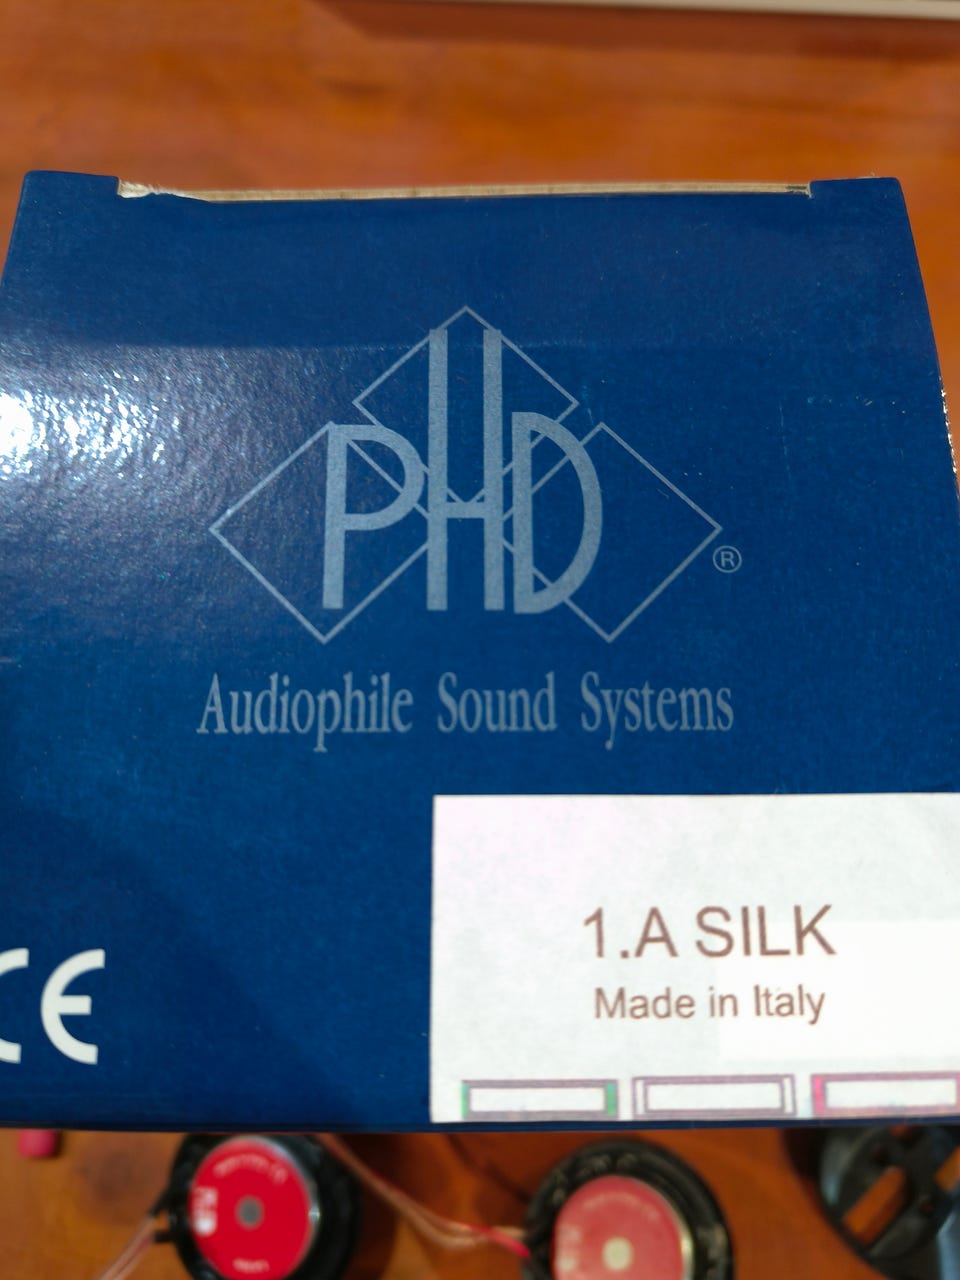 PHD
®
Audiophile Sound Systems
1.A SILK
Made in Italy
CE